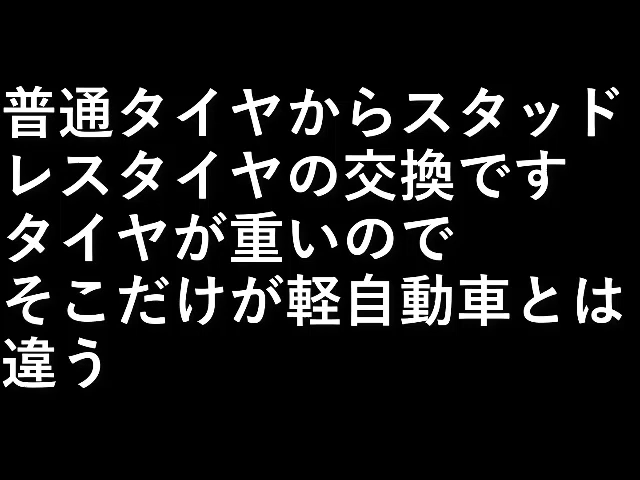 普通タイヤからスタッド
レスタイヤの交換です
タイヤが重いので
そこだけが軽自動車とは
違う